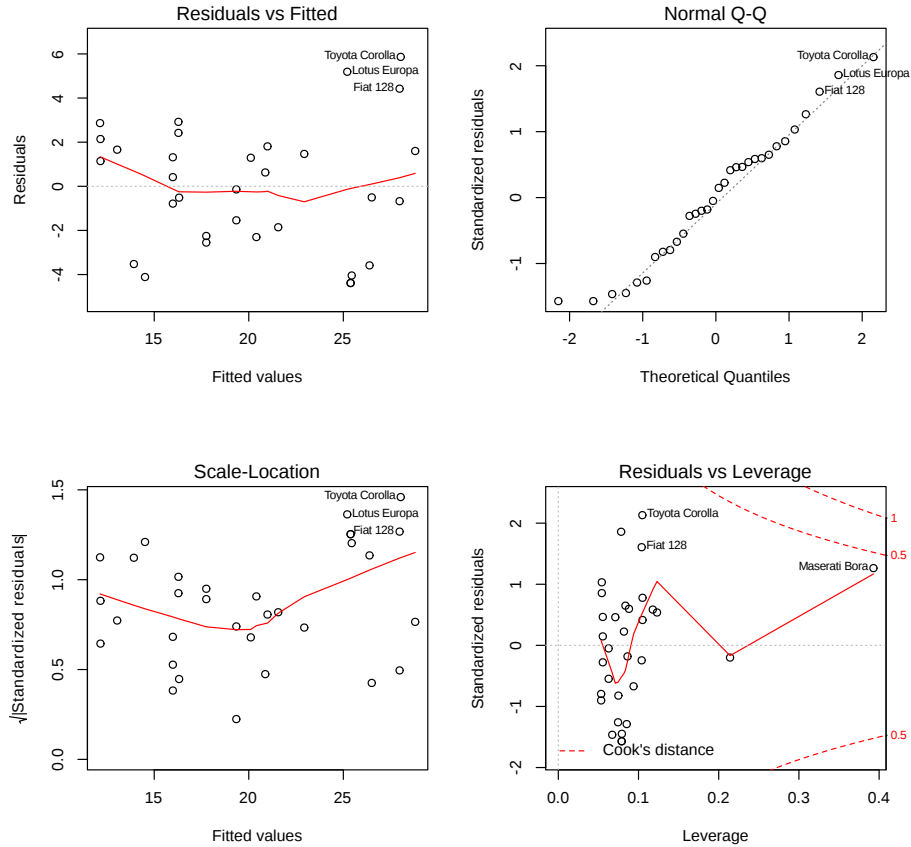 Residuals vs Fitted
Residuals
6
4
2
0
-2
-4
Toyota Corolla
Lotus Europa
Fiat 128
15 20 25
Fitted values
Normal Q-Q
Standardized residuals
2
1
0
-1
Toyota Corolla
Lotus Europa
Fiat 128
-2 -1 0 1 2
Theoretical Quantiles
Scale-Location
√|Standardized residuals|
1.5
1.0
0.5
0.0
Toyota Corolla
Lotus Europa
Fiat 128
15 20 25
Fitted values
Residuals vs Leverage
Standardized residuals
2
1
0
-1
-2
Toyota Corolla
Fiat 128
Maserati Bora
1
0.5
0.5
Cook's distance
0.0 0.1 0.2 0.3 0.4
Leverage